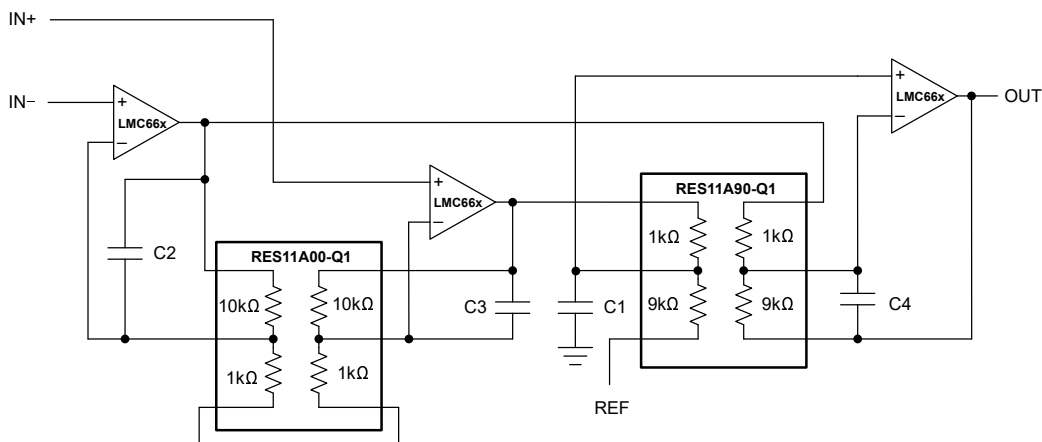 IN+
IN−
+
LMC66x
−
+
LMC66x
−
+
LMC66x
−
OUT
C2
RES11A00-Q1
10kΩ
10kΩ
1kΩ
1kΩ
C3
C1
RES11A90-Q1
1kΩ
1kΩ
9kΩ
9kΩ
C4
REF